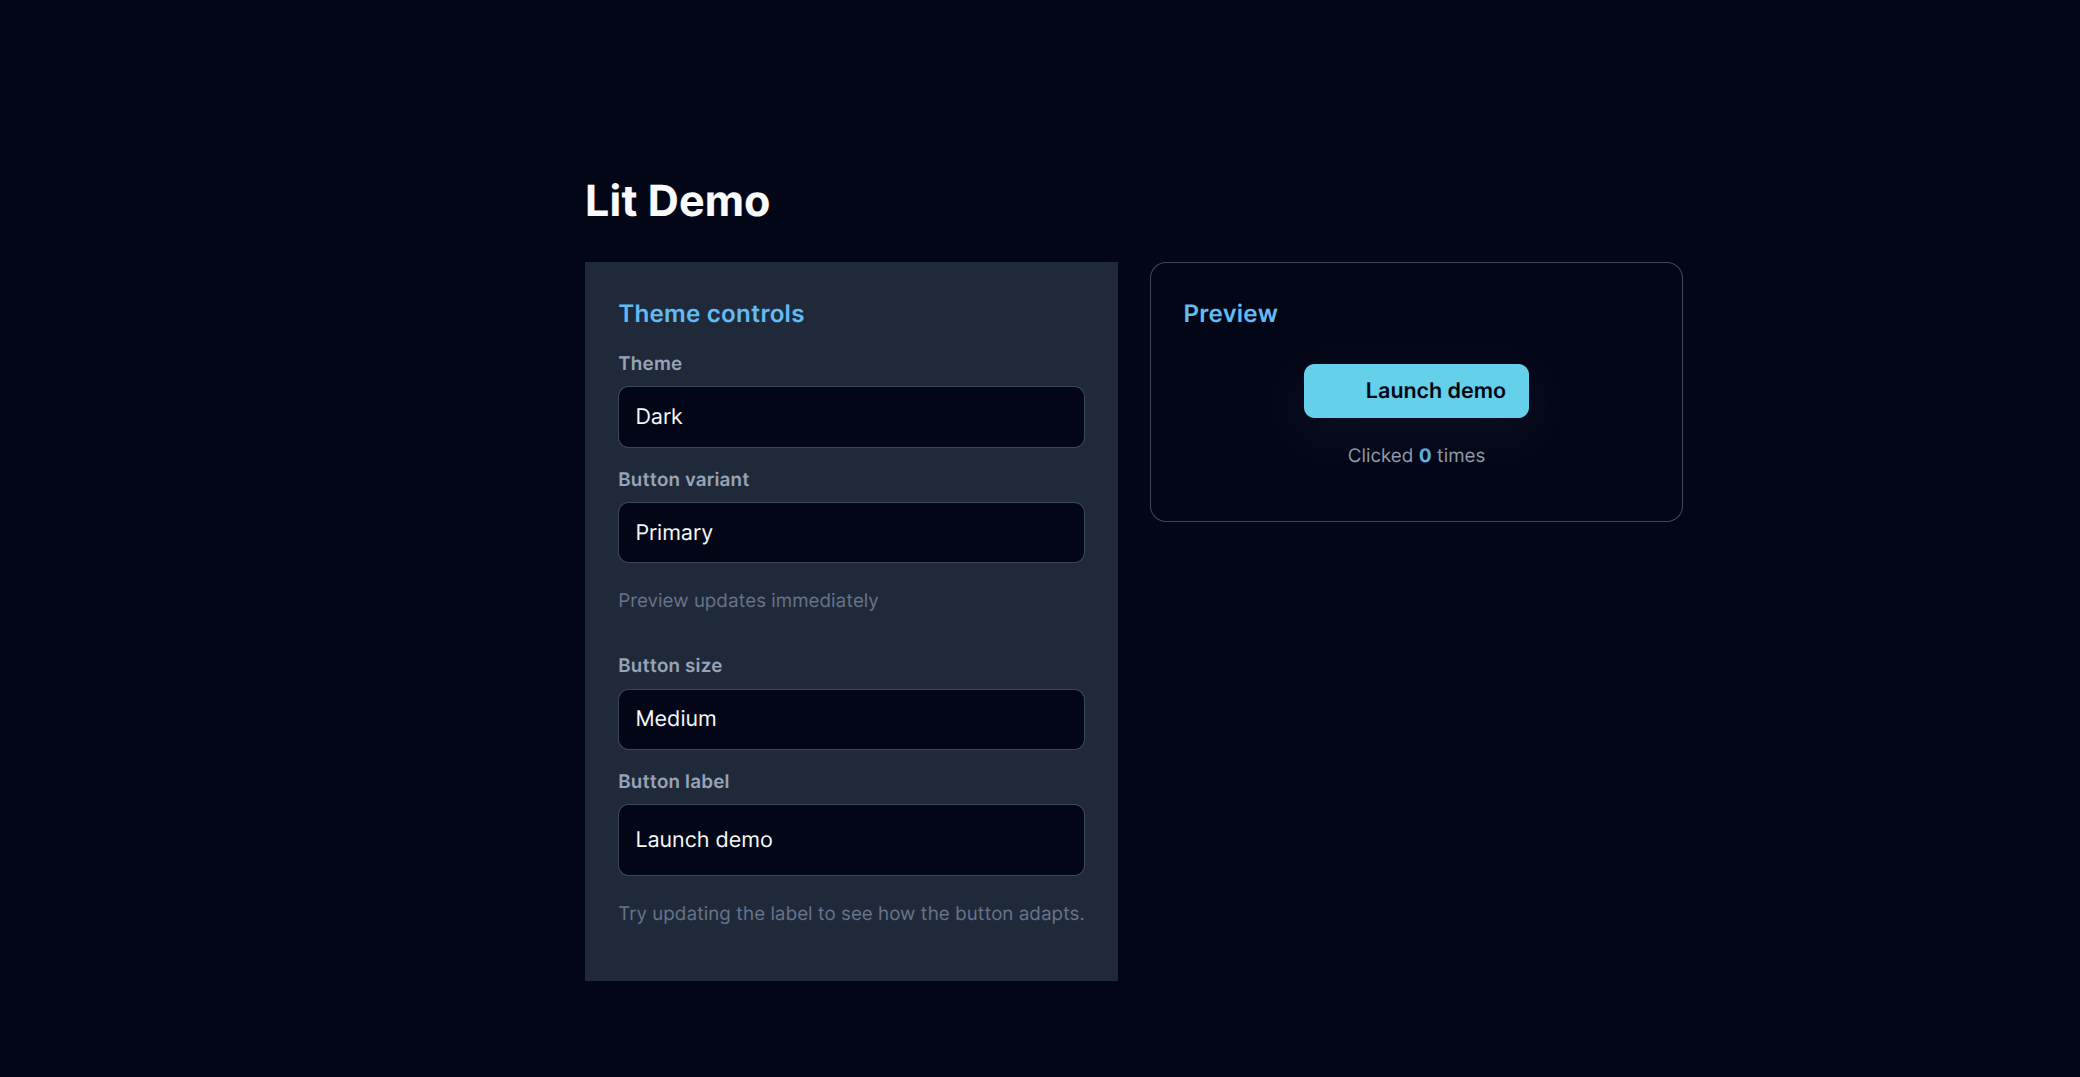 Lit Demo
Theme controls
Theme
Dark
Button variant
Primary
Preview updates immediately
Button size
Medium
Button label
Launch demo
Try updating the label to see how the button adapts.
Preview
Launch demo
Clicked 0 times